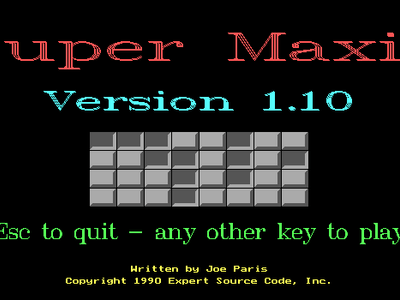 uper Maxi
Version 1.10
Esc to quit - any other key to play
Written by Joe Paris
Copyright 1990 Expert Source Code, Inc.